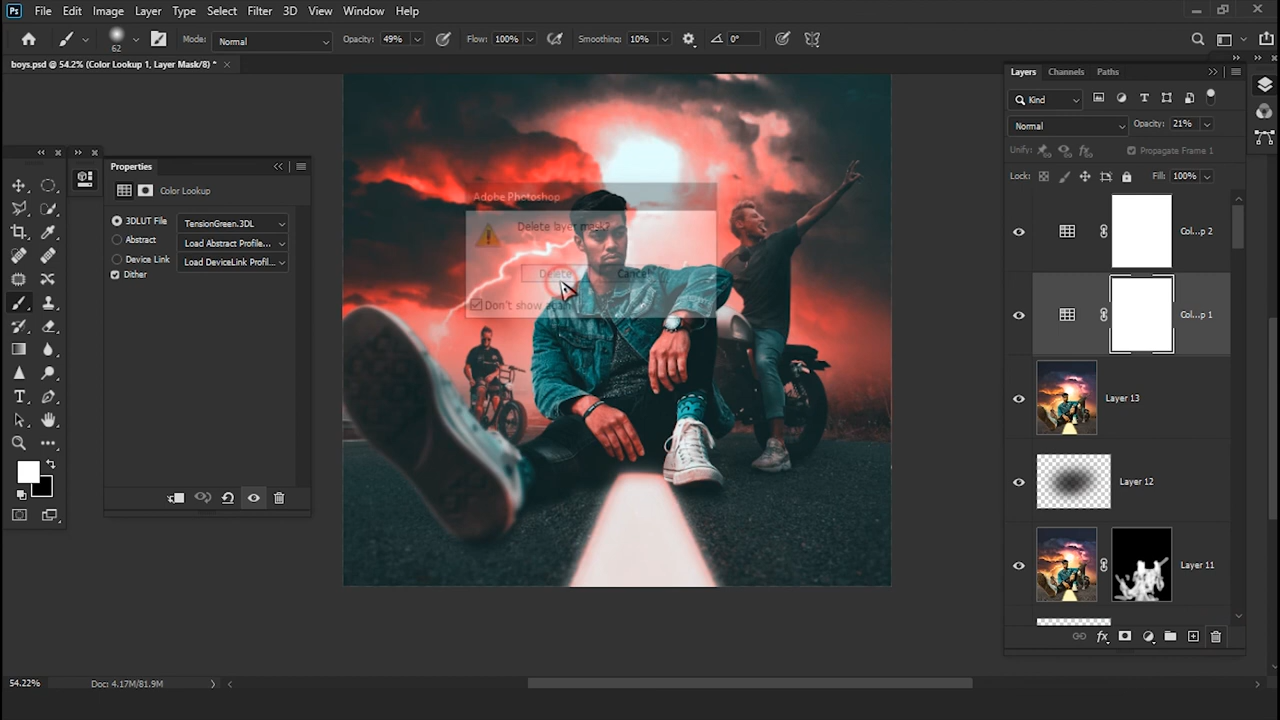 Ps File Edit Image Layer Type Select Filter 3D View Window Help
62 Mode: Normal Opacity: 49% Flow: 100% Smoothing: 10% 0°
boys.psd @ 54.2% (Color Lookup 1, Layer Mask/8) *
Layers Channels Paths
Kind
Normal Opacity: 21%
Unify: Propagate Frame 1
Lock: Fill: 100%
Properties
Color Lookup
3DLUT File TensionGreen.3DL
Abstract Load Abstract Profile...
Device Link Load DeviceLink Profil...
Dither
Adobe Photoshop
Delete layer mask?
Delete Cancel
Don't show again
Col...p 2
Col...p 1
Layer 13
Layer 12
Layer 11
54.22% Doc: 4.17M/81.9M